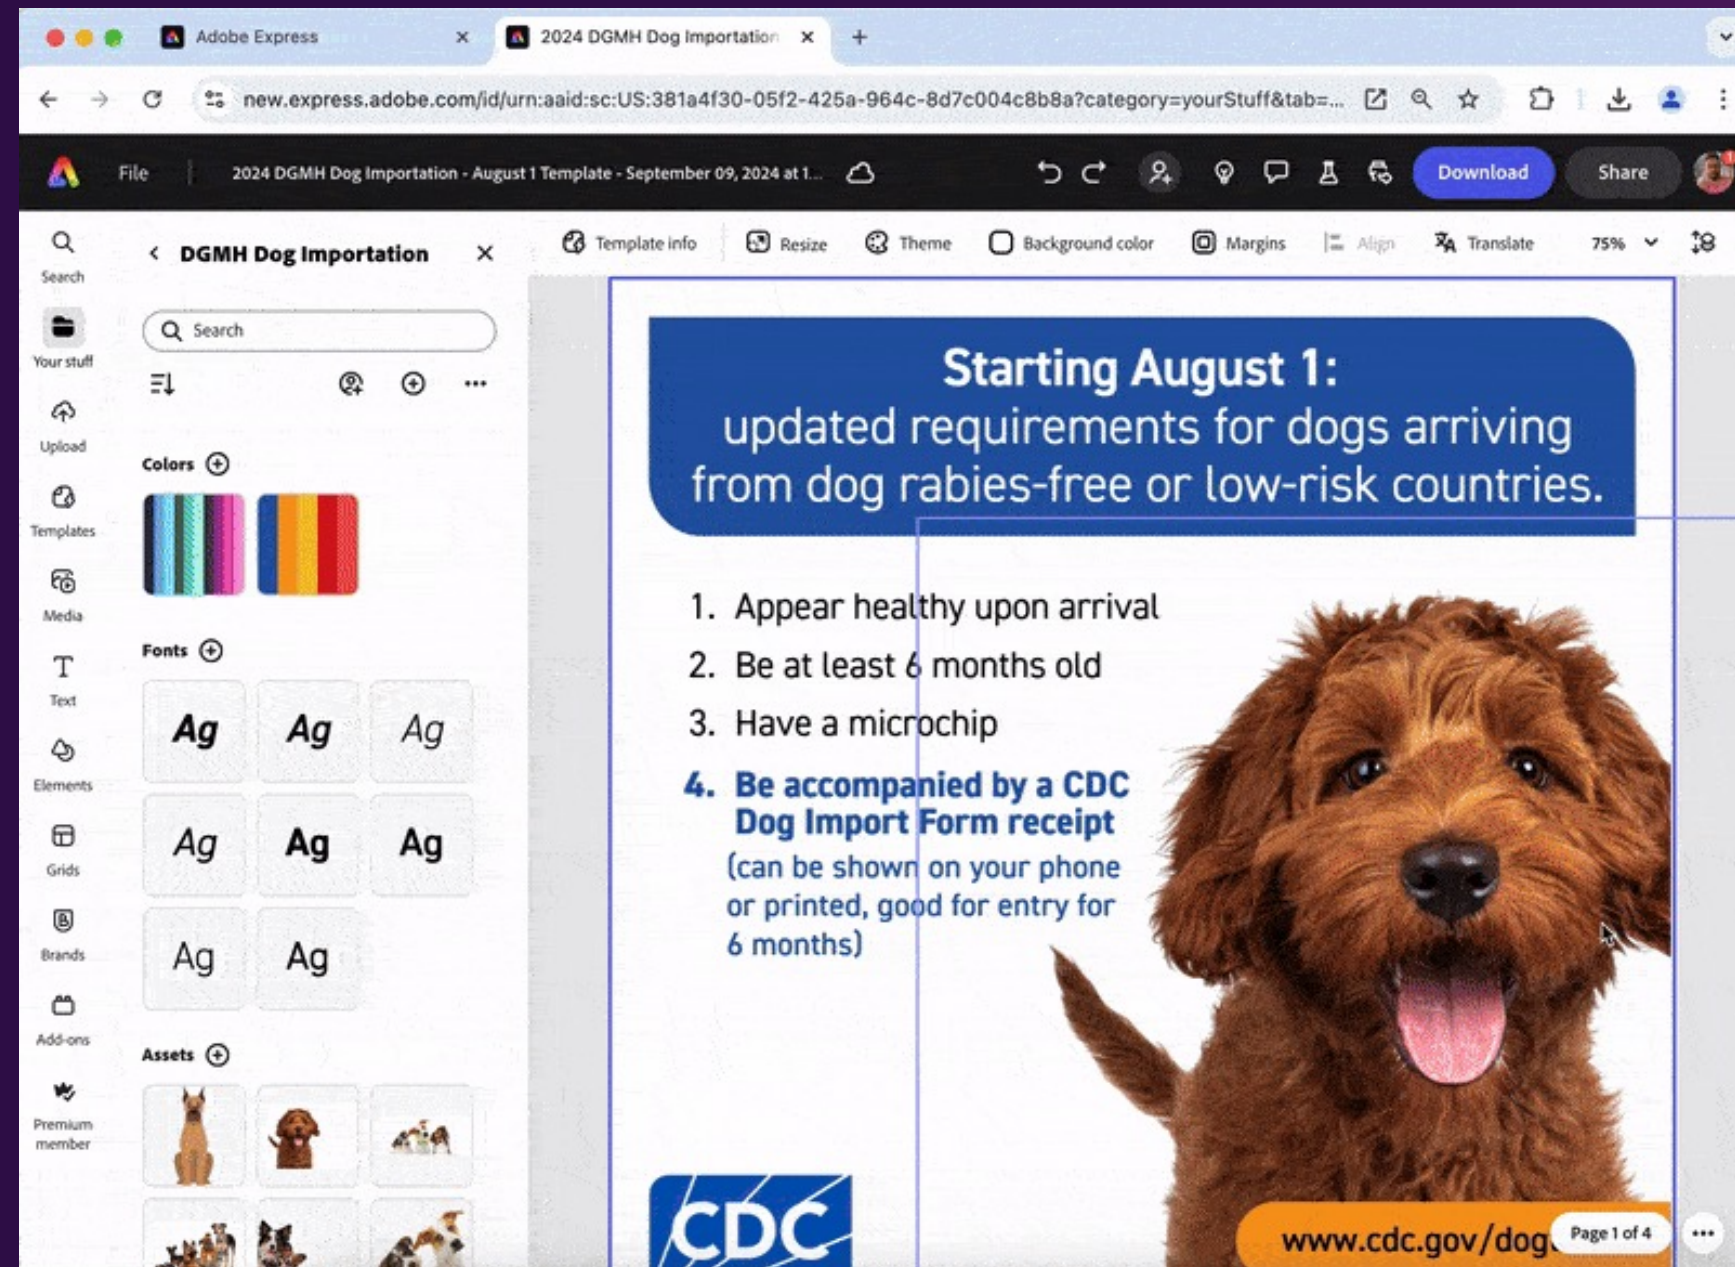 Adobe Express
2024 DGMH Dog Importation
new.express.adobe.com/id/urn:aaid:sc:US:381a4f30-05f2-425a-964c-8d7c004c8b8a?category=yourStuff&tab=...
File
2024 DGMH Dog Importation - August 1 Template - September 09, 2024 at 1...
Download
Share
Search
Your stuff
Upload
Templates
Media
Text
Elements
Grids
Brands
Add-ons
Premium
member
DGMH Dog Importation
Search
Colors
Fonts
Ag Ag Ag
Ag Ag Ag
Ag Ag
Assets
Template info
Resize
Theme
Background color
Margins
Align
Translate
75%
Starting August 1:
updated requirements for dogs arriving
from dog rabies-free or low-risk countries.
1. Appear healthy upon arrival
2. Be at least 6 months old
3. Have a microchip
4. Be accompanied by a CDC
Dog Import Form receipt
(can be shown on your phone
or printed, good for entry for
6 months)
CDC
www.cdc.gov/dog
Page 1 of 4